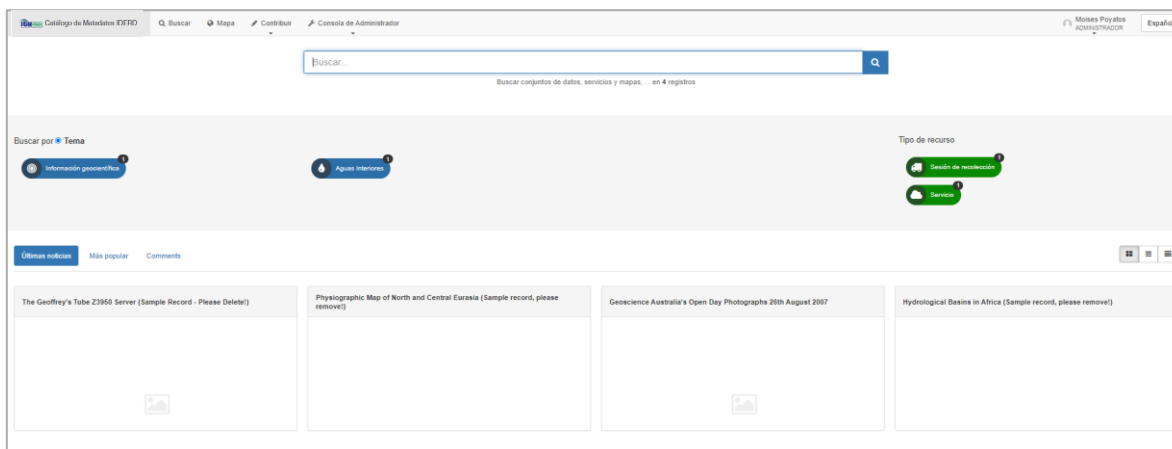 Catálogo de Metadatos IDERD
Buscar
Mapa
Contribuir
Consola de Administrador
Moises Poyatos
ADMINISTRADOR
Españo
Buscar...
Buscar conjuntos de datos, servicios y mapas, ... en 4 registros
Buscar por Tema
Tipo de recurso
Información geocientífica
1
Aguas Interiores
1
Sesión de recolección
1
Servicio
1
Últimas noticias
Más popular
Comments
The Geoffrey's Tube Z3950 Server (Sample Record - Please Delete!)
Physiographic Map of North and Central Eurasia (Sample record, please
remove!)
Geoscience Australia's Open Day Photographs 26th August 2007
Hydrological Basins in Africa (Sample record, please remove!)